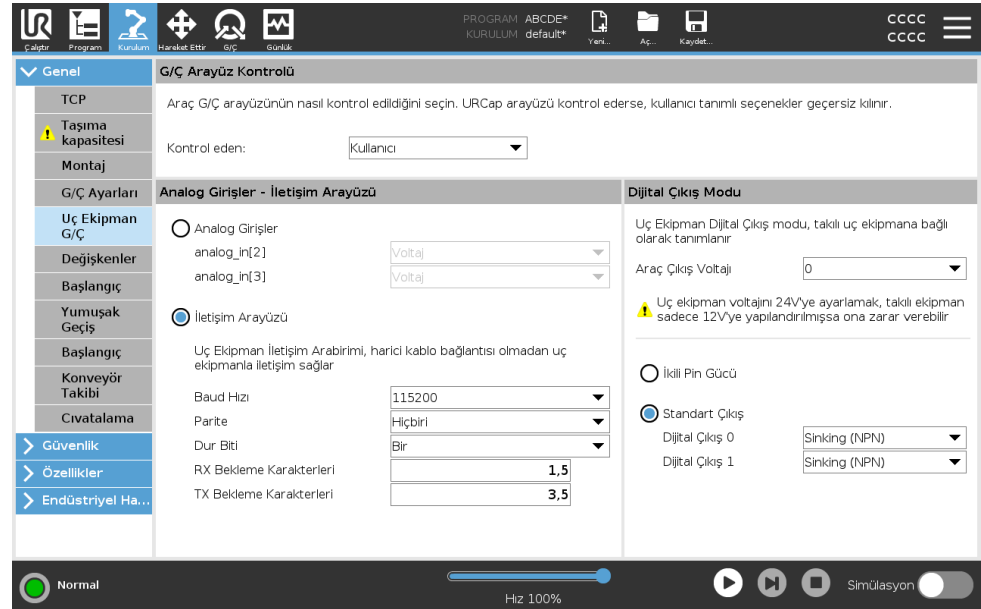 PROGRAM ABCDE*
KURULUM default*
cccc
cccc
Çalıştır
Program
Kurulum
Hareket Ettir
G/Ç
Günlük
Yeni...
Aç...
Kaydet...
Genel
TCP
Taşıma
kapasitesi
Montaj
G/Ç Ayarları
Uç Ekipman
G/Ç
Değişkenler
Başlangıç
Yumuşak
Geçiş
Başlangıç
Konveyör
Takibi
Cıvatalama
Güvenlik
Özellikler
Endüstriyel Ha...
G/Ç Arayüz Kontrolü
Araç G/Ç arayüzünün nasıl kontrol edildiğini seçin. URCap arayüzü kontrol ederse, kullanıcı tanımlı seçenekler geçersiz kılınır.
Kontrol eden: Kullanıcı
Analog Girişler - İletişim Arayüzü
Analog Girişler
analog_in[2] Voltaj
analog_in[3] Voltaj
İletişim Arayüzü
Uç Ekipman İletişim Arabirimi, harici kablo bağlantısı olmadan uç
ekipmanla iletişim sağlar
Baud Hızı 115200
Parite Hiçbiri
Dur Biti Bir
RX Bekleme Karakterleri 1,5
TX Bekleme Karakterleri 3,5
Dijital Çıkış Modu
Uç Ekipman Dijital Çıkış modu, takılı uç ekipmana bağlı
olarak tanımlanır
Araç Çıkış Voltajı 0
Uç ekipman voltajını 24V'ye ayarlamak, takılı ekipman
sadece 12V'ye yapılandırılmışsa ona zarar verebilir
İkili Pin Gücü
Standart Çıkış
Dijital Çıkış 0 Sinking (NPN)
Dijital Çıkış 1 Sinking (NPN)
Normal
Hız 100%
Simülasyon